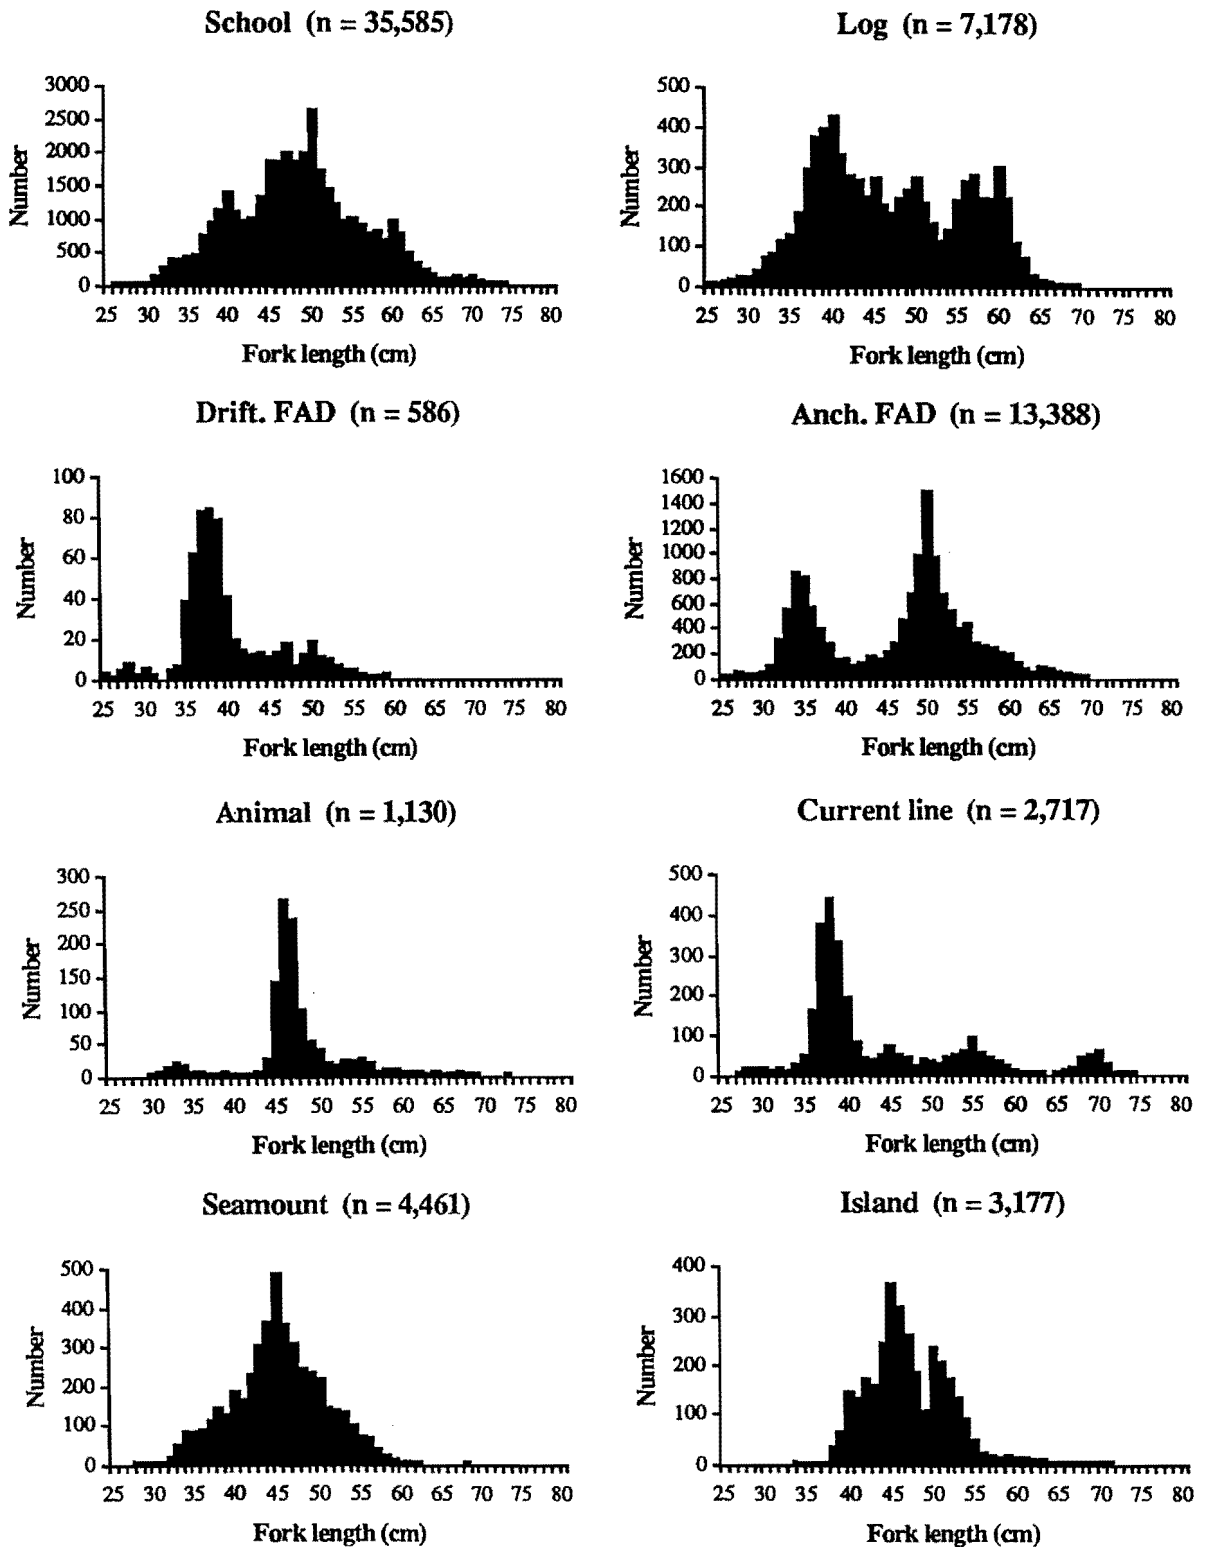 School (n = 35,585)
Log (n = 7,178)
3000
2500
2000
1500
1000
500
0
Number
25 30 35 40 45 50 55 60 65 70 75 80
Fork length (cm)
500
400
300
200
100
0
Number
25 30 35 40 45 50 55 60 65 70 75 80
Fork length (cm)
Drift. FAD (n = 586)
Anch. FAD (n = 13,388)
100
80
60
40
20
0
Number
25 30 35 40 45 50 55 60 65 70 75 80
Fork length (cm)
1600
1400
1200
1000
800
600
400
200
0
Number
25 30 35 40 45 50 55 60 65 70 75 80
Fork length (cm)
Animal (n = 1,130)
Current line (n = 2,717)
300
250
200
150
100
50
0
Number
25 30 35 40 45 50 55 60 65 70 75 80
Fork length (cm)
500
400
300
200
100
0
Number
25 30 35 40 45 50 55 60 65 70 75 80
Fork length (cm)
Seamount (n = 4,461)
Island (n = 3,177)
500
400
300
200
100
0
Number
25 30 35 40 45 50 55 60 65 70 75 80
Fork length (cm)
400
300
200
100
0
Number
25 30 35 40 45 50 55 60 65 70 75 80
Fork length (cm)